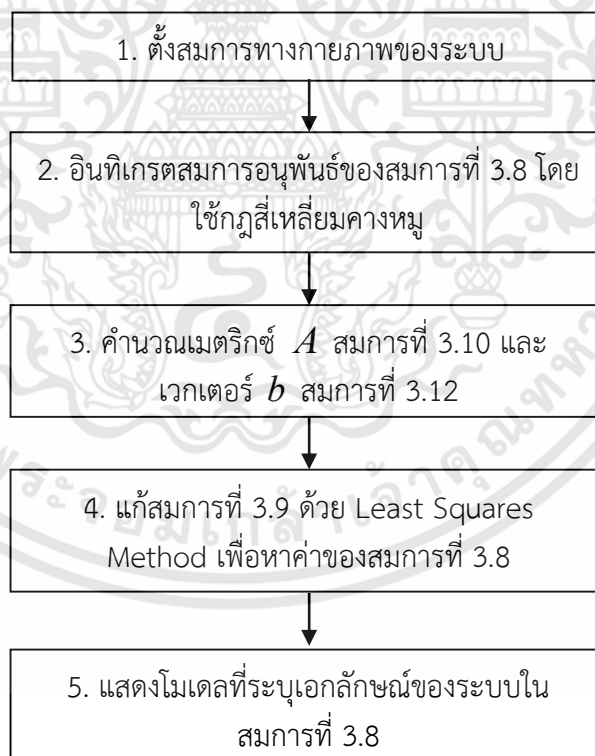 1. ตั้งสมการทางกายภาพของระบบ
2. อินทิเกรตสมการอนุพันธ์ของสมการที่ 3.8 โดย
ใช้กฎสี่เหลี่ยมคางหมู
3. คำนวณเมตริกซ์ A สมการที่ 3.10 และ
เวกเตอร์ b สมการที่ 3.12
4. แก้สมการที่ 3.9 ด้วย Least Squares
Method เพื่อหาค่าของสมการที่ 3.8
5. แสดงโมเดลที่ระบุเอกลักษณ์ของระบบใน
สมการที่ 3.8